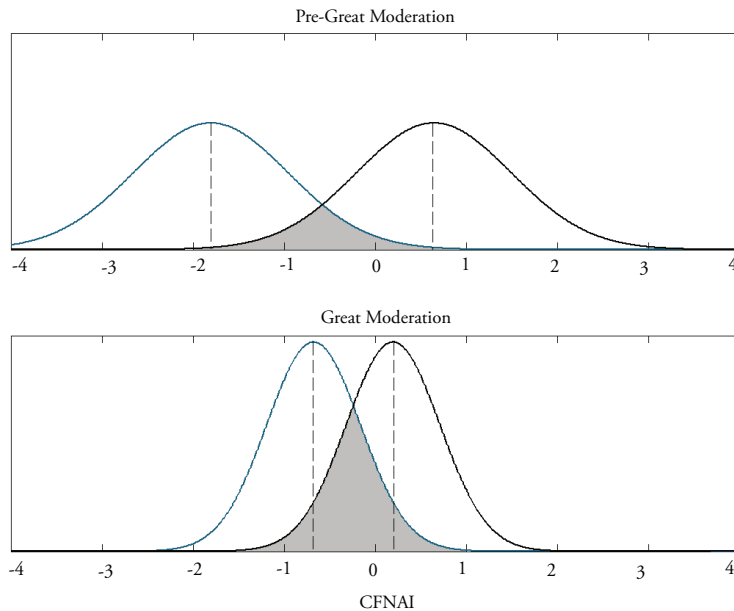 Pre-Great Moderation
-4 -3 -2 -1 0 1 2 3 4
Great Moderation
-4 -3 -2 -1 0 1 2 3 4
CFNAI